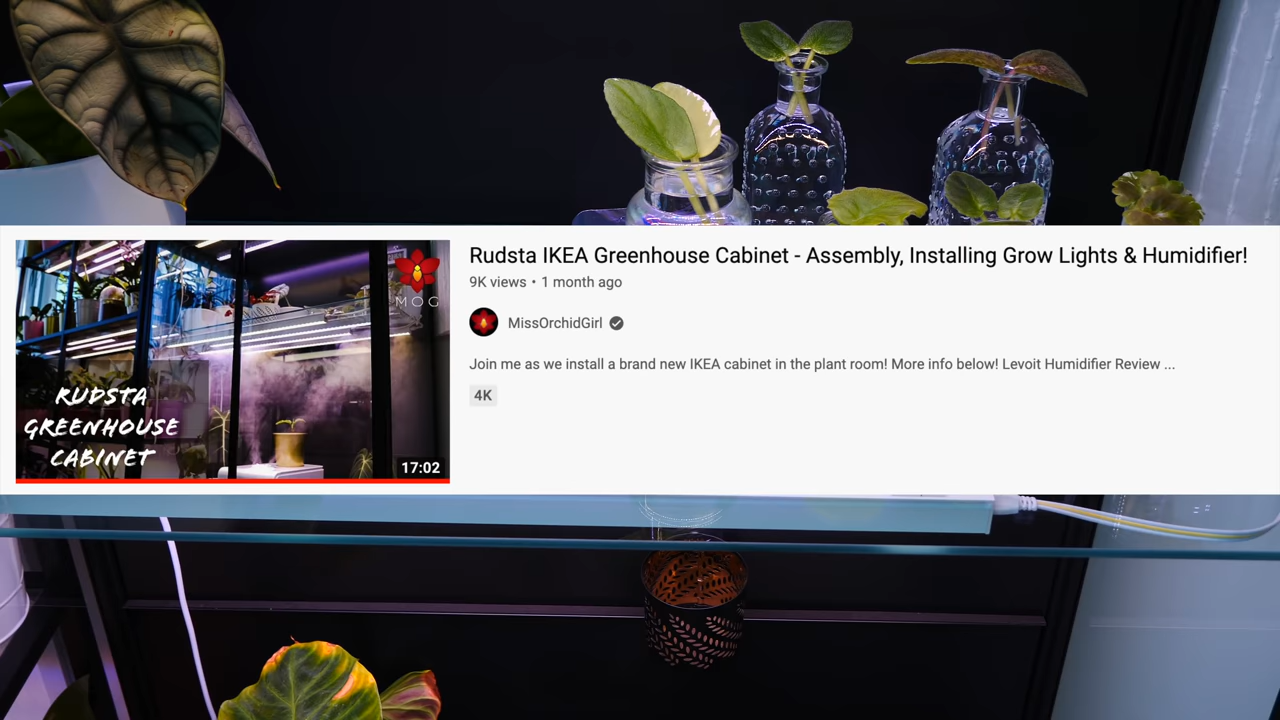 Rudsta IKEA Greenhouse Cabinet - Assembly, Installing Grow Lights & Humidifier!
9K views • 1 month ago
MissOrchidGirl
Join me as we install a brand new IKEA cabinet in the plant room! More info below! Levoit Humidifier Review ...
4K
MOG
RUDSTA
GREENHOUSE
CABINET
17:02